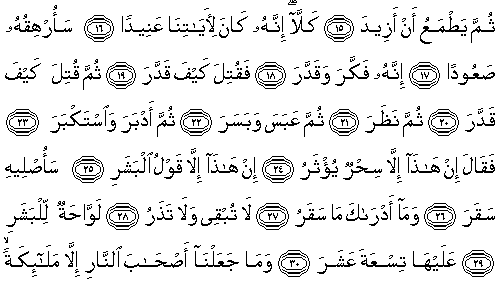 ثُمَّ يَطْمَعُ أَنْ أَزِيدَ ١٥ كَلَّآ ۖ إِنَّهُۥ كَانَ لِأَيَـٰتِنَا عَنِيدًا ١٦ سَأُرْهِقُهُۥ
صَعُودًا ١٧ إِنَّهُۥ فَكَّرَ وَقَدَّرَ ١٨ فَقُتِلَ كَيْفَ قَدَّرَ ١٩ ثُمَّ قُتِلَ كَيْفَ
قَدَّرَ ٢٠ ثُمَّ نَظَرَ ٢١ ثُمَّ عَبَسَ وَبَسَرَ ٢٢ ثُمَّ أَدْبَرَ وَٱسْتَكْبَرَ ٢٣
فَقَالَ إِنْ هَـٰذَآ إِلَّا سِحْرٌ يُؤْثَرُ ٢٤ إِنْ هَـٰذَآ إِلَّا قَوْلُ ٱلْبَشَرِ ٢٥ سَأُصْلِيهِ
سَقَرَ ٢٦ وَمَآ أَدْرَىٰكَ مَا سَقَرُ ٢٧ لَا تُبْقِى وَلَا تَذَرُ ٢٨ لَوَّاحَةٌ لِّلْبَشَرِ
٢٩ عَلَيْهَا تِسْعَةَ عَشَرَ ٣٠ وَمَا جَعَلْنَآ أَصْحَـٰبَ ٱلنَّارِ إِلَّا مَلَـٰٓئِكَةً ۙ